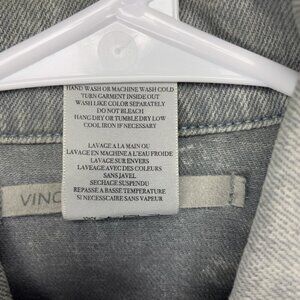 HAND WASH OR MACHINE WASH COLD
TURN GARMENT INSIDE OUT
WASH LIKE COLOR SEPARATELY
DO NOT BLEACH
HANG DRY OR TUMBLE DRY LOW
COOL IRON IF NECESSARY
LAVAGE A LA MAIN OU
LAVAGE EN MACHINE A L'EAU FROIDE
LAVAGE SUR ENVERS
LAVEAGE AVEC DES COULEURS
SANS JAVEL
SECHAGE SUSPENDU
REPASSE A BASSE TEMPERATURE
SI NECESSCAIRE SANS VAPEUR
VINC